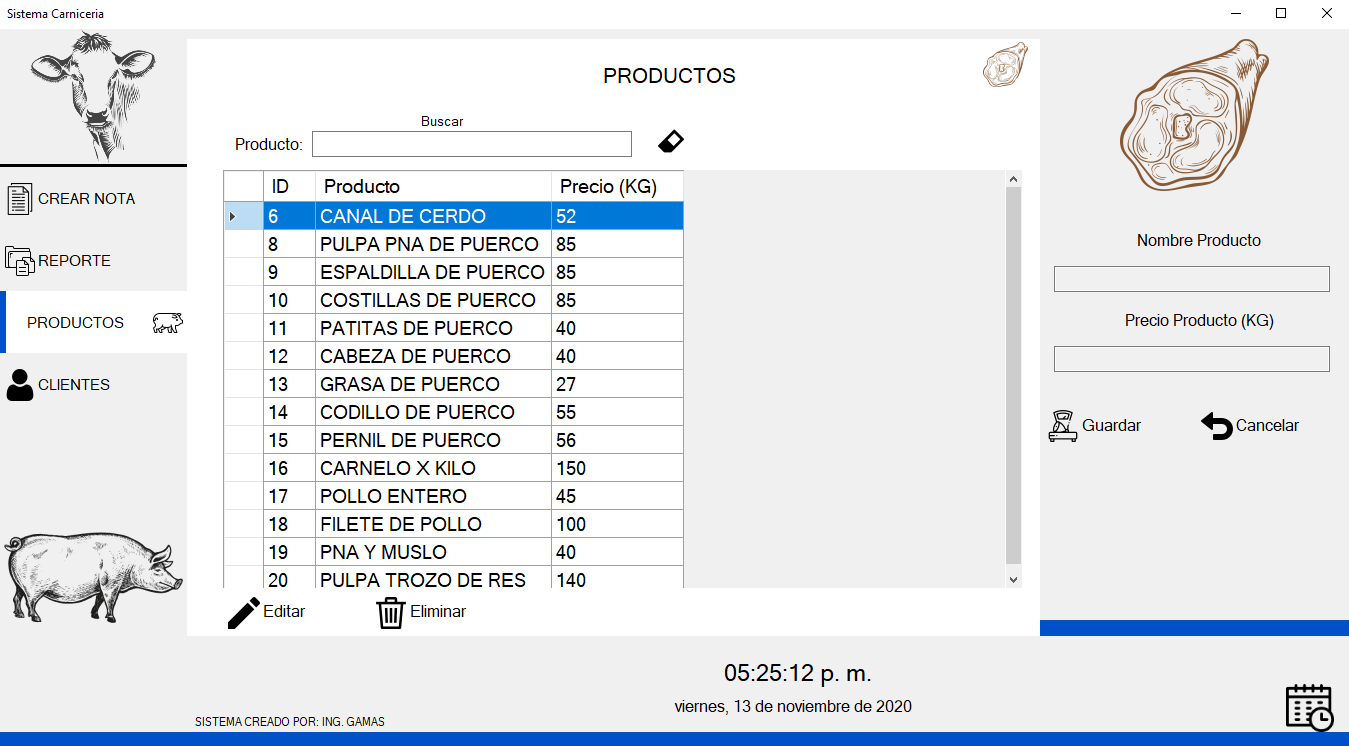 Sistema Carniceria
CREAR NOTA
REPORTE
PRODUCTOS
CLIENTES
PRODUCTOS
Buscar
Producto:
ID Producto Precio (KG)
6 CANAL DE CERDO 52
8 PULPA PNA DE PUERCO 85
9 ESPALDILLA DE PUERCO 85
10 COSTILLAS DE PUERCO 85
11 PATITAS DE PUERCO 40
12 CABEZA DE PUERCO 40
13 GRASA DE PUERCO 27
14 CODILLO DE PUERCO 55
15 PERNIL DE PUERCO 56
16 CARNELO X KILO 150
17 POLLO ENTERO 45
18 FILETE DE POLLO 100
19 PNA Y MUSLO 40
20 PULPA TROZO DE RES 140
Editar Eliminar
Nombre Producto
Precio Producto (KG)
Guardar Cancelar
05:25:12 p. m.
viernes, 13 de noviembre de 2020
SISTEMA CREADO POR: ING. GAMAS